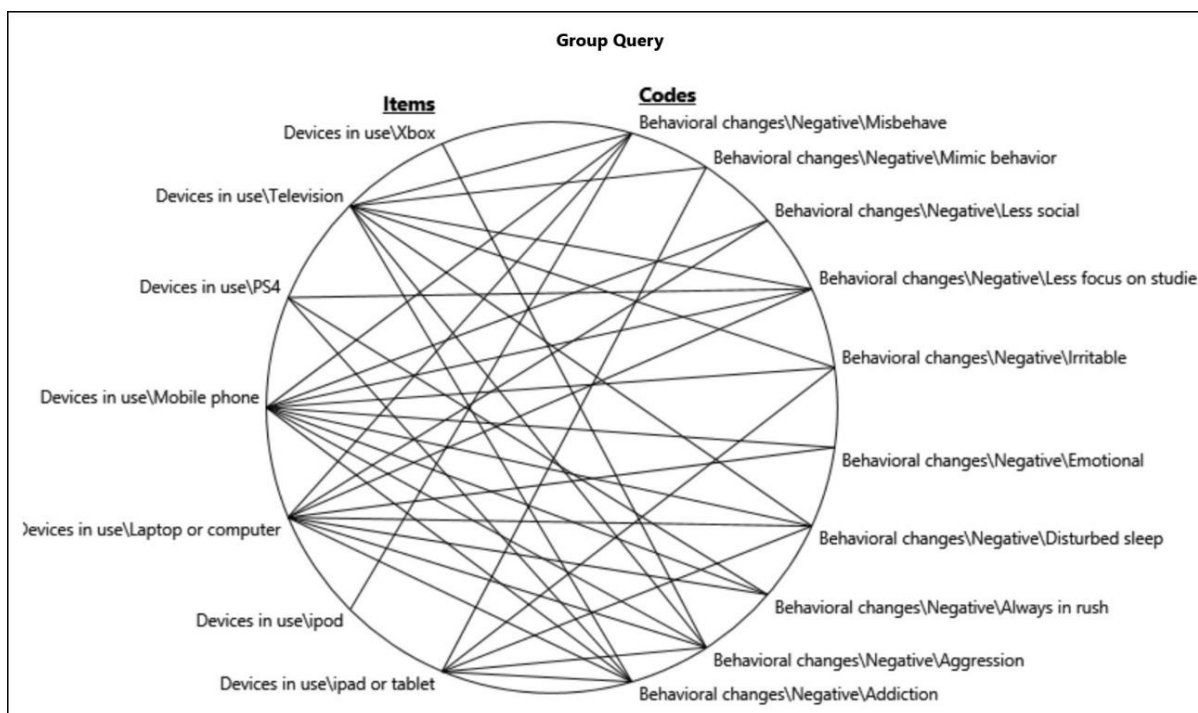 Group Query
Items
Codes
Devices in use\Xbox
Devices in use\Television
Devices in use\PS4
Devices in use\Mobile phone
Devices in use\Laptop or computer
Devices in use\ipod
Devices in use\ipad or tablet
Behavioral changes\Negative\Misbehave
Behavioral changes\Negative\Mimic behavior
Behavioral changes\Negative\Less social
Behavioral changes\Negative\Less focus on studie
Behavioral changes\Negative\Irritable
Behavioral changes\Negative\Emotional
Behavioral changes\Negative\Disturbed sleep
Behavioral changes\Negative\Always in rush
Behavioral changes\Negative\Aggression
Behavioral changes\Negative\Addiction